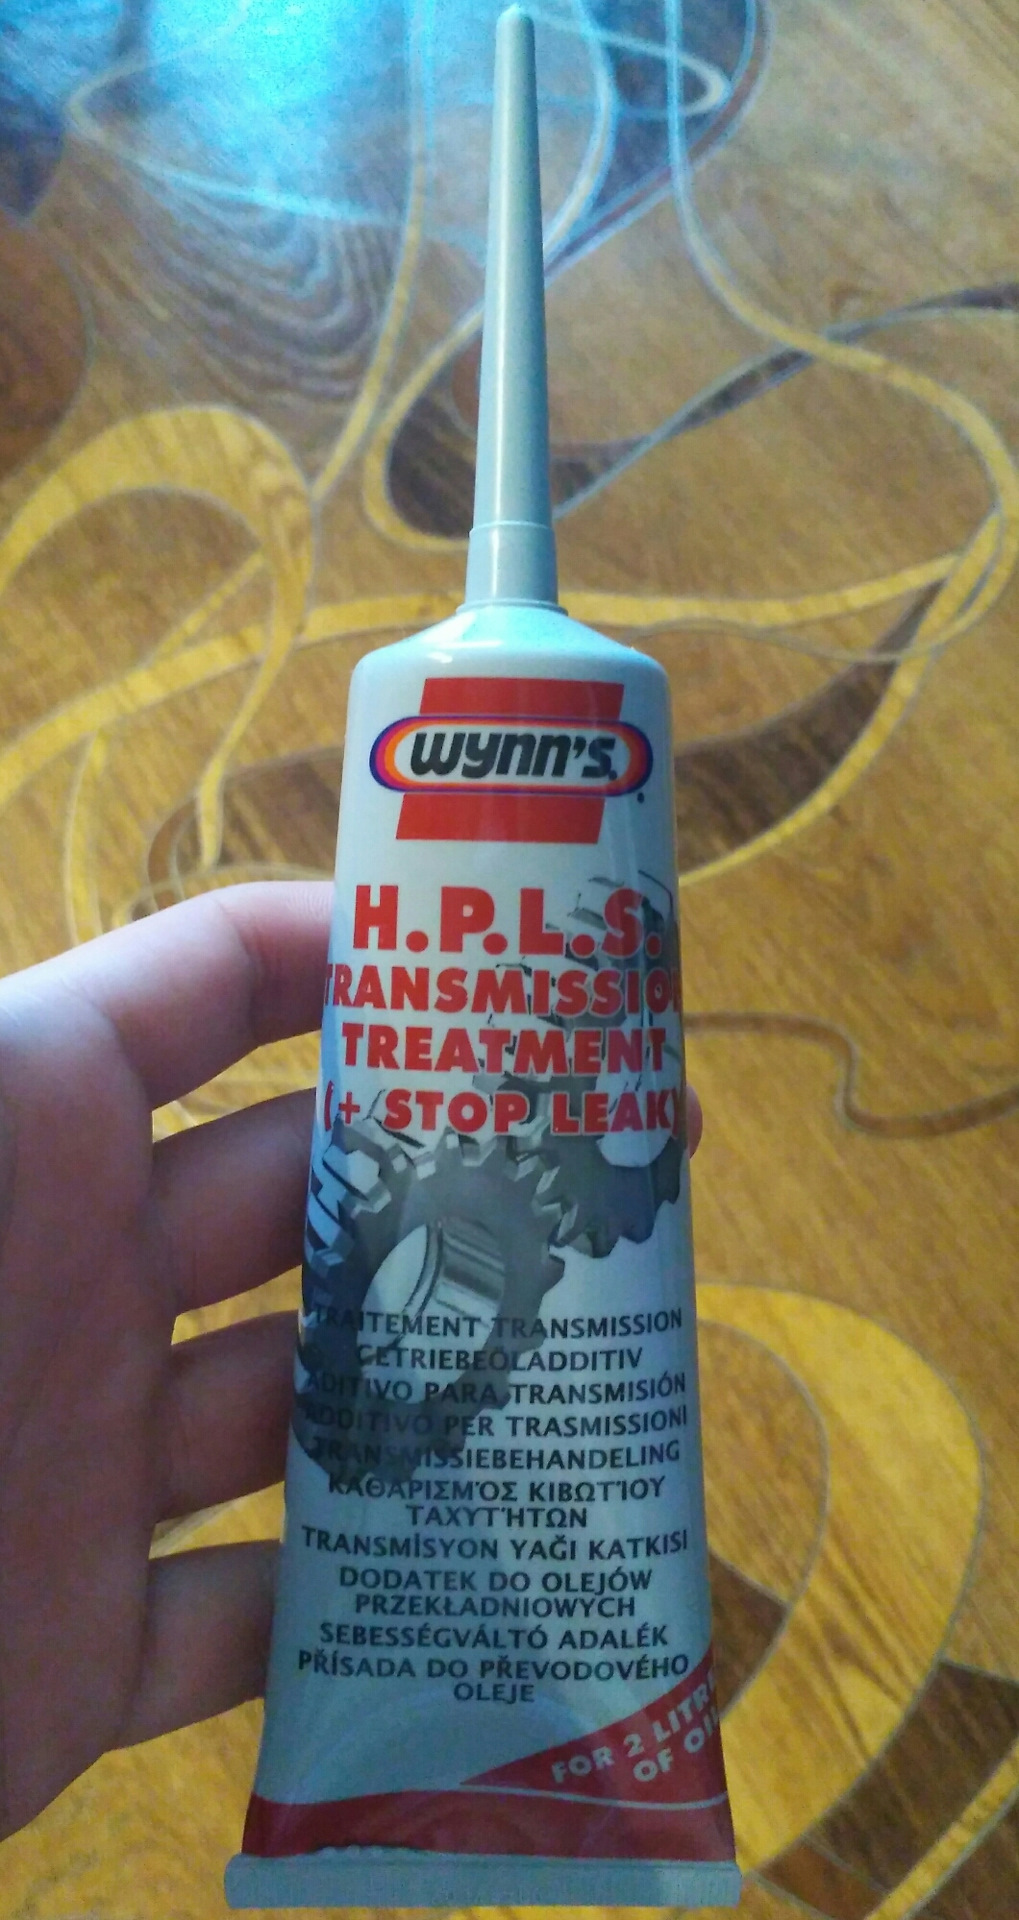 wynn's.
H.P.L.S.
TRANSMISSION
TREATMENT
(+ STOP LEAK)
TRAITEMENT TRANSMISSION
GETRIEBEÖLADDITIV
ADITIVO PARA TRANSMISIÓN
ADDITIVO PER TRASMISSIONI
TRANSMISSIEBEHANDELING
ΚΑΘΑΡΙΣΜΌΣ ΚΙΒΩΤΊΟΥ
ΤΑΧΥΤΉΤΩΝ
TRANSMİSYON YAĞI KATKISI
DODATEK DO OLEJÓW
PRZEKŁADNIOWYCH
SEBESSÉGVÁLTÓ ADALÉK
PŘÍSADA DO PŘEVODOVÉHO
OLEJE
FOR 2 LITR
OF OIL